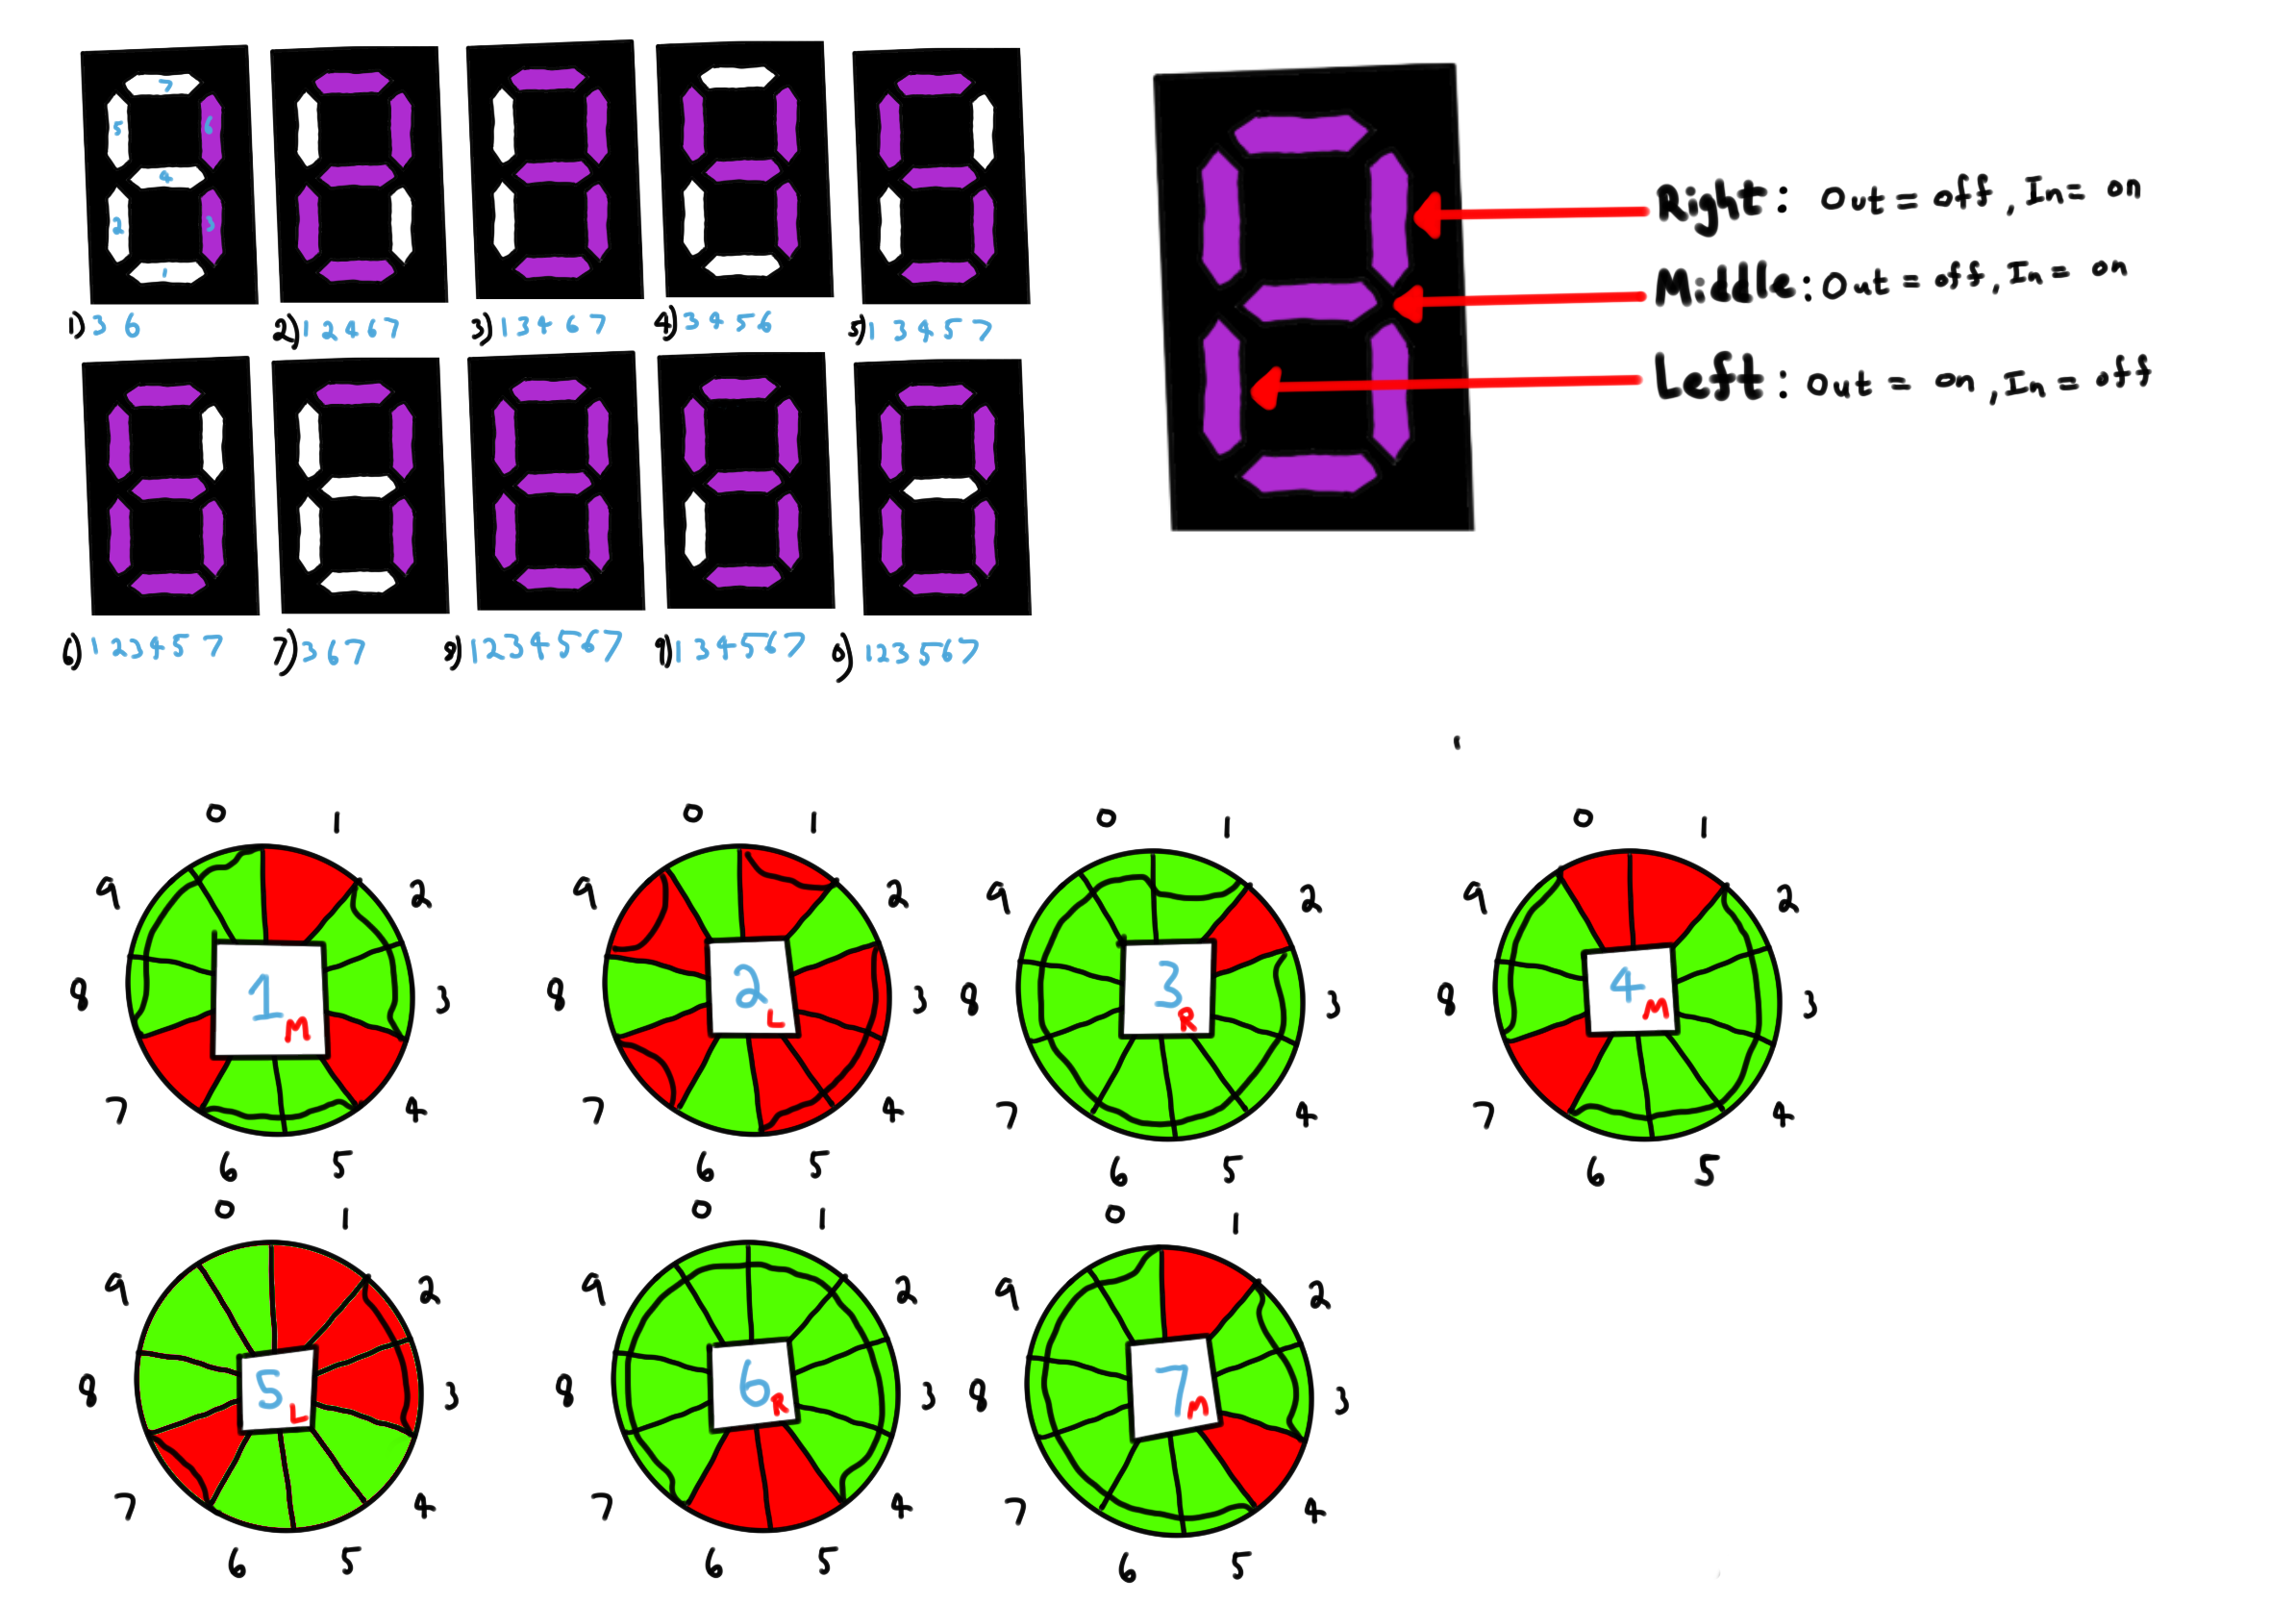 7
5 6
4
2 3
1
1) 3 6
2) 1 2 4 6 7
3) 1 3 4 6 7
4) 3 4 5 6
5) 1 3 4 5 7
Right: Out = off, In = on
Middle: Out = off, In = on
Left: Out = on, In = off
6) 1 2 3 4 5 7
7) 3 6 7
8) 1 2 3 4 5 6 7
9) 1 3 4 5 6 7
0) 1 2 3 5 6 7
0 1
9 2
8 1 M 3
7 4
6 5
0 1
9 2
8 2 L 3
7 4
6 5
0 1
9 2
8 3 R 3
7 4
6 5
0 1
9 2
8 4 M 3
7 4
6 5
0 1
9 2
8 5 L 3
7 4
6 5
0 1
9 2
8 6 R 3
7 4
6 5
0 1
9 2
8 7 M 3
7 4
6 5